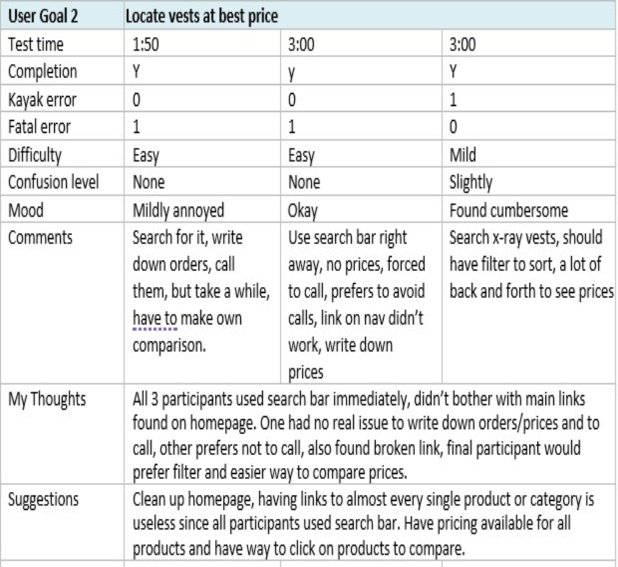 User Goal 2 Locate vests at best price
Test time 1:50 3:00 3:00
Completion Y y Y
Kayak error 0 0 1
Fatal error 1 1 0
Difficulty Easy Easy Mild
Confusion level None None Slightly
Mood Mildly annoyed Okay Found cumbersome
Comments
Search for it, write
down orders, call
them, but take a while,
have to make own
comparison.
Use search bar right
away, no prices, forced
to call, prefers to avoid
calls, link on nav didn't
work, write down
prices
Search x-ray vests, should
have filter to sort, a lot of
back and forth to see prices
My Thoughts
All 3 participants used search bar immediately, didn't bother with main links
found on homepage. One had no real issue to write down orders/prices and to
call, other prefers not to call, also found broken link, final participant would
prefer filter and easier way to compare prices.
Suggestions
Clean up homepage, having links to almost every single product or category is
useless since all participants used search bar. Have pricing available for all
products and have way to click on products to compare.